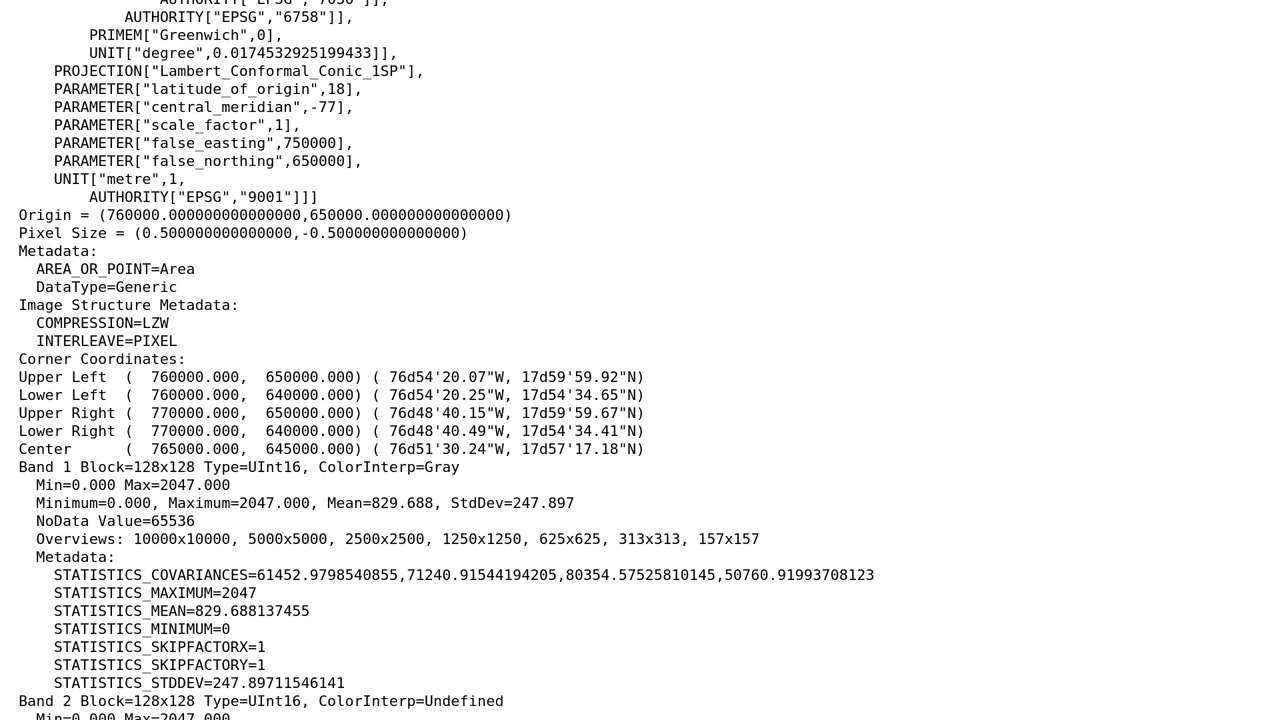 AUTHORITY["EPSG","7030"]],
AUTHORITY["EPSG","6758"]],
PRIMEM["Greenwich",0],
UNIT["degree",0.0174532925199433]],
PROJECTION["Lambert_Conformal_Conic_1SP"],
PARAMETER["latitude_of_origin",18],
PARAMETER["central_meridian",-77],
PARAMETER["scale_factor",1],
PARAMETER["false_easting",750000],
PARAMETER["false_northing",650000],
UNIT["metre",1,
AUTHORITY["EPSG","9001"]]]
Origin = (760000.000000000000000,650000.000000000000000)
Pixel Size = (0.500000000000000,-0.500000000000000)
Metadata:
AREA_OR_POINT=Area
DataType=Generic
Image Structure Metadata:
COMPRESSION=LZW
INTERLEAVE=PIXEL
Corner Coordinates:
Upper Left  (  760000.000,  650000.000) ( 76d54'20.07"W, 17d59'59.92"N)
Lower Left  (  760000.000,  640000.000) ( 76d54'20.25"W, 17d54'34.65"N)
Upper Right (  770000.000,  650000.000) ( 76d48'40.15"W, 17d59'59.67"N)
Lower Right (  770000.000,  640000.000) ( 76d48'40.49"W, 17d54'34.41"N)
Center      (  765000.000,  645000.000) ( 76d51'30.24"W, 17d57'17.18"N)
Band 1 Block=128x128 Type=UInt16, ColorInterp=Gray
Min=0.000 Max=2047.000
Minimum=0.000, Maximum=2047.000, Mean=829.688, StdDev=247.897
NoData Value=65536
Overviews: 10000x10000, 5000x5000, 2500x2500, 1250x1250, 625x625, 313x313, 157x157
Metadata:
STATISTICS_COVARIANCES=61452.9798540855,71240.91544194205,80354.57525810145,50760.91993708123
STATISTICS_MAXIMUM=2047
STATISTICS_MEAN=829.688137455
STATISTICS_MINIMUM=0
STATISTICS_SKIPFACTORX=1
STATISTICS_SKIPFACTORY=1
STATISTICS_STDDEV=247.89711546141
Band 2 Block=128x128 Type=UInt16, ColorInterp=Undefined
Min=0.000 Max=2047.000